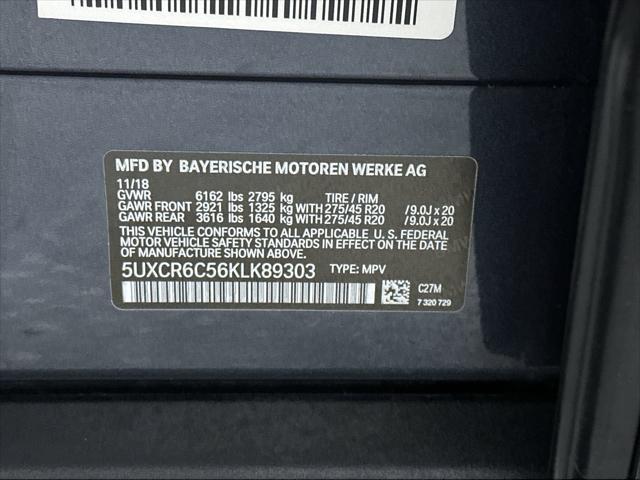 MFD BY BAYERISCHE MOTOREN WERKE AG
11/18
GVWR 6162 lbs 2795 kg TIRE / RIM
GAWR FRONT 2921 lbs 1325 kg WITH 275/45 R20 /9.0J x 20
GAWR REAR 3616 lbs 1640 kg WITH 275/45 R20 /9.0J x 20
THIS VEHICLE CONFORMS TO ALL APPLICABLE U. S. FEDERAL
MOTOR VEHICLE SAFETY STANDARDS IN EFFECT ON THE DATE
OF MANUFACTURE SHOWN ABOVE.
5UXCR6C56KLK89303 TYPE: MPV
C27M
7 320 729